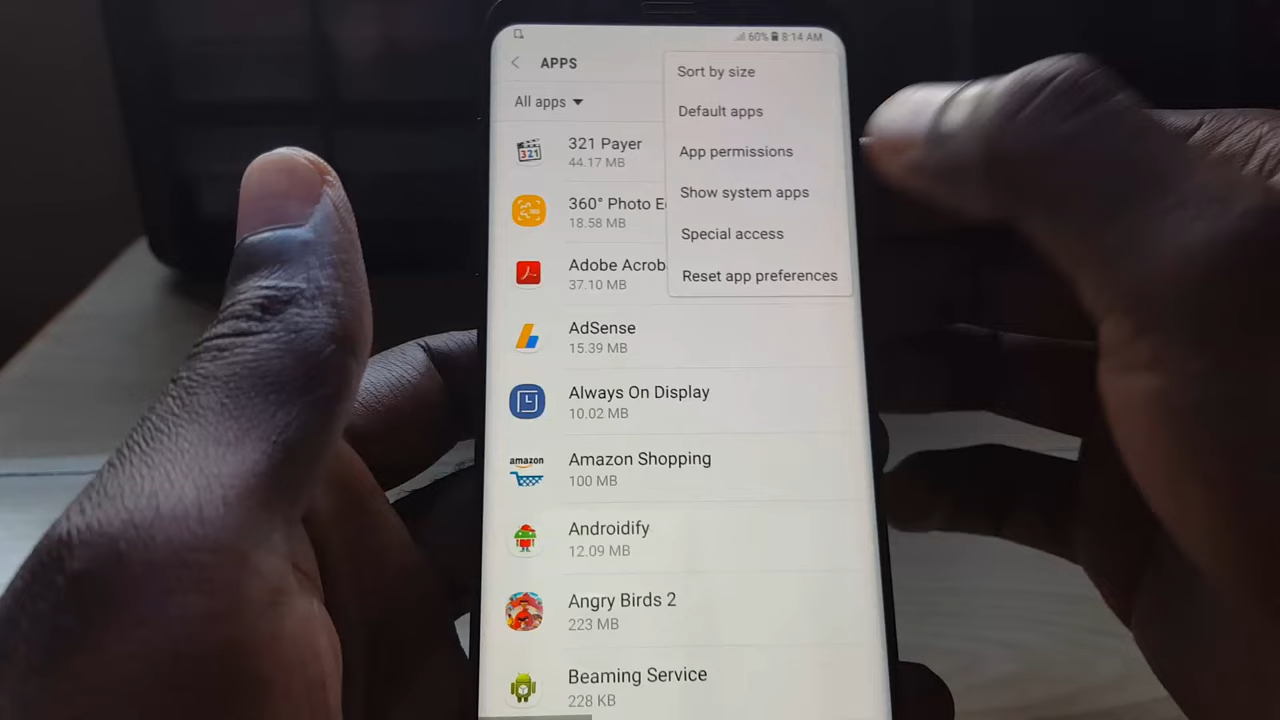 60% 8:14 AM
APPS
All apps
Sort by size
Default apps
App permissions
Show system apps
Special access
Reset app preferences
321
321 Payer
44.17 MB
360° Photo E
18.58 MB
Adobe Acrob
37.10 MB
AdSense
15.39 MB
Always On Display
10.02 MB
amazon
Amazon Shopping
100 MB
Androidify
12.09 MB
Angry Birds 2
223 MB
Beaming Service
228 KB